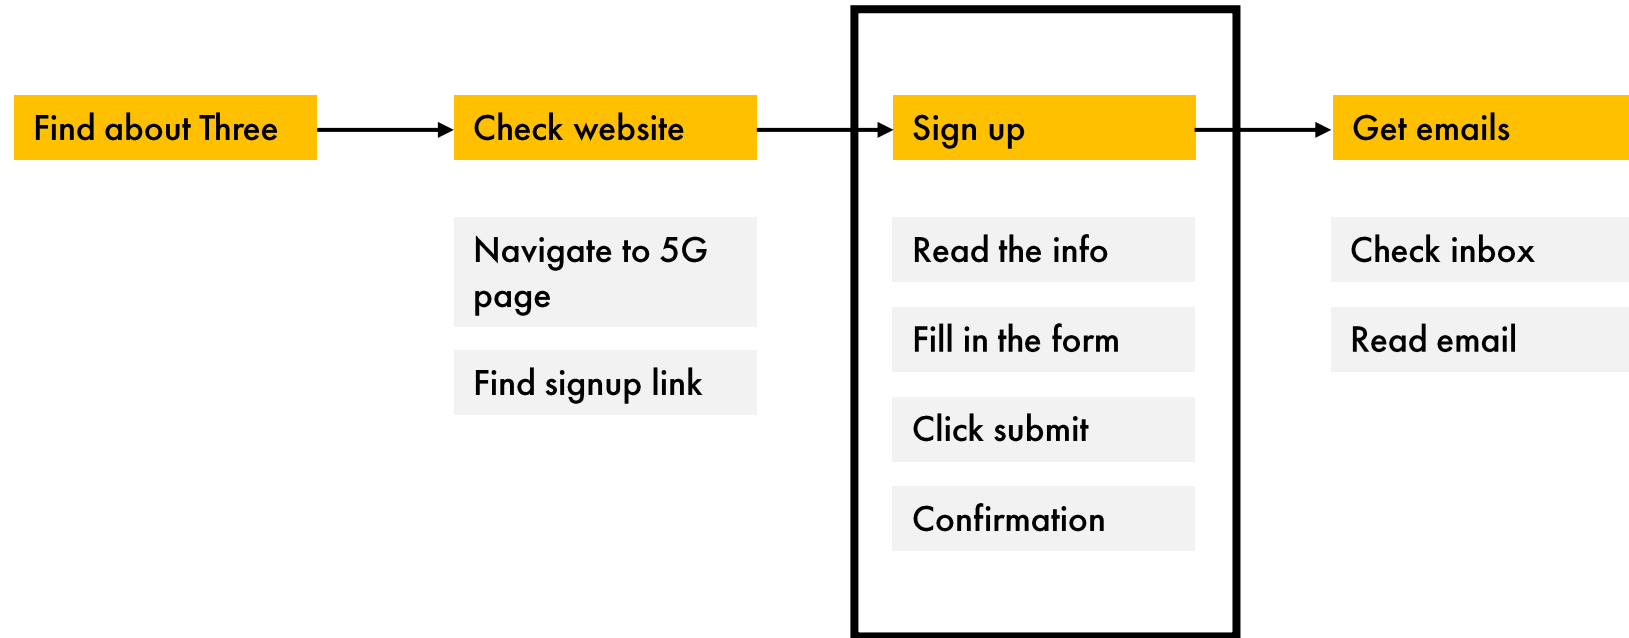 Find about Three
Check website
Sign up
Get emails
Navigate to 5G
page
Find signup link
Read the info
Fill in the form
Click submit
Confirmation
Check inbox
Read email